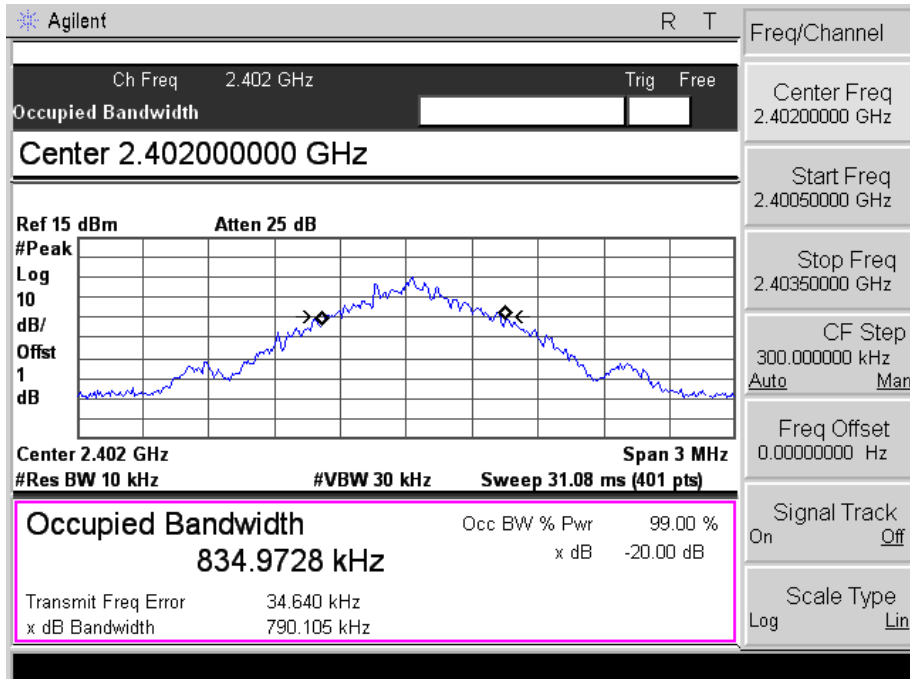 Agilent R T
Freq/Channel
Ch Freq 2.402 GHz Trig Free
Occupied Bandwidth
Center 2.402000000 GHz
Ref 15 dBm Atten 25 dB
#Peak
Log
10
dB/
Offst
1
dB
Center 2.402 GHz Span 3 MHz
#Res BW 10 kHz #VBW 30 kHz Sweep 31.08 ms (401 pts)
Occupied Bandwidth
834.9728 kHz
Occ BW % Pwr 99.00 %
x dB -20.00 dB
Transmit Freq Error 34.640 kHz
x dB Bandwidth 790.105 kHz
Center Freq
2.40200000 GHz
Start Freq
2.40050000 GHz
Stop Freq
2.40350000 GHz
CF Step
300.000000 kHz
Auto Man
Freq Offset
0.00000000 Hz
Signal Track
On Off
Scale Type
Log Lin